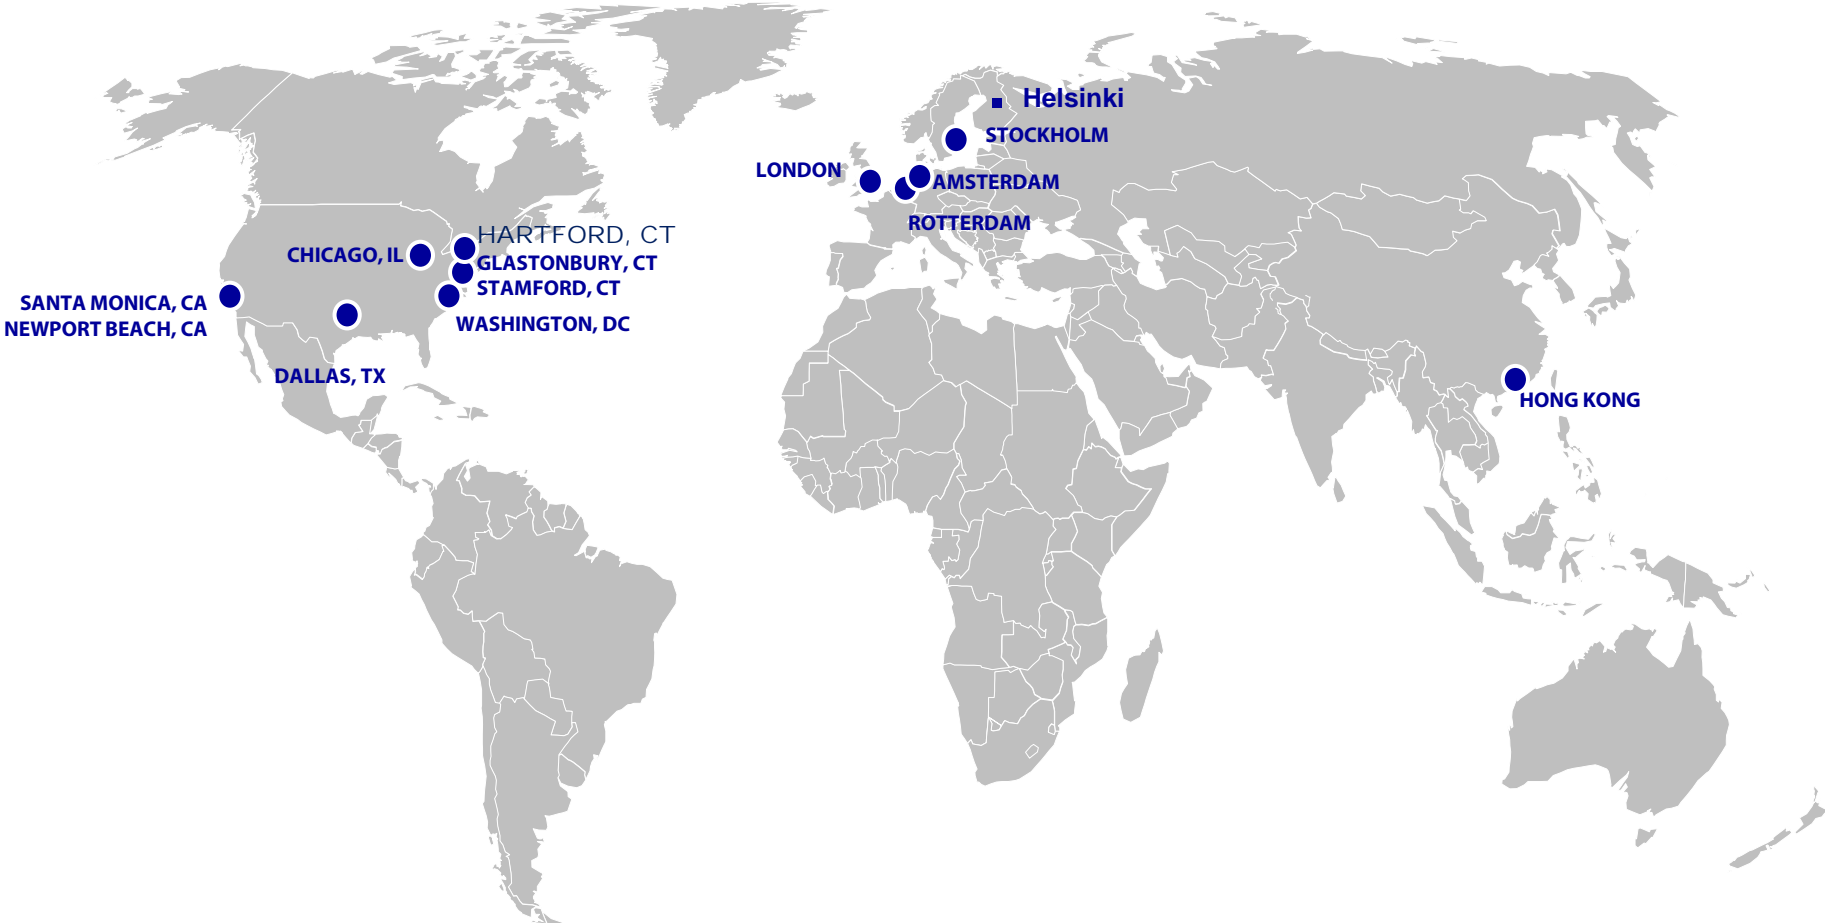 Helsinki
STOCKHOLM
LONDON
AMSTERDAM
ROTTERDAM
HARTFORD, CT
CHICAGO, IL
GLASTONBURY, CT
STAMFORD, CT
SANTA MONICA, CA
NEWPORT BEACH, CA
WASHINGTON, DC
DALLAS, TX
HONG KONG